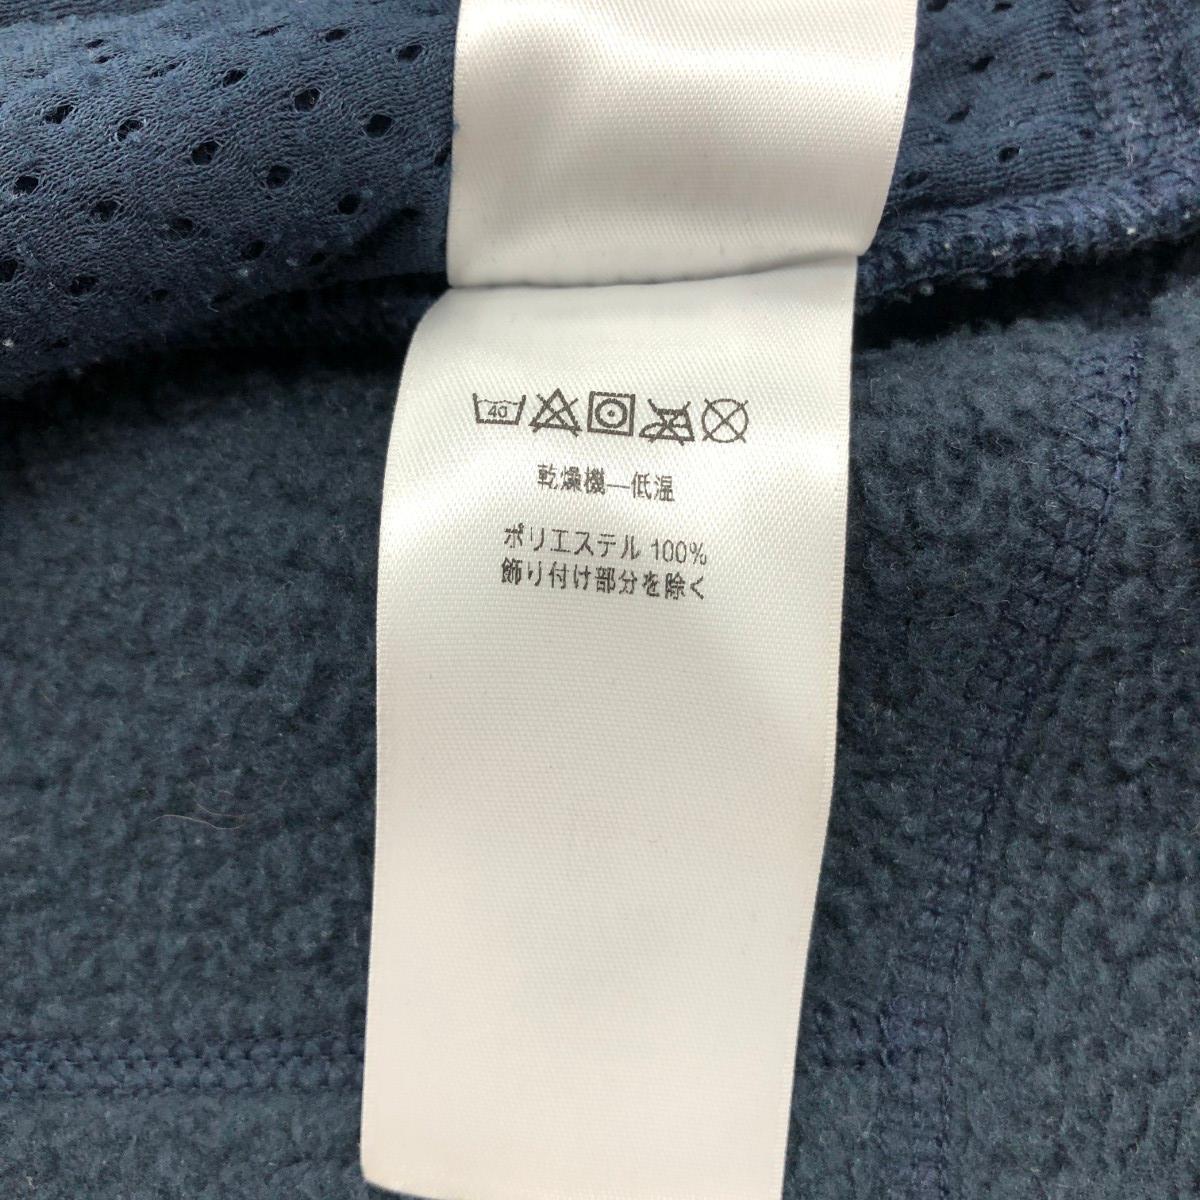 40
乾燥機—低温
ポリエステル 100%
飾り付け部分を除く